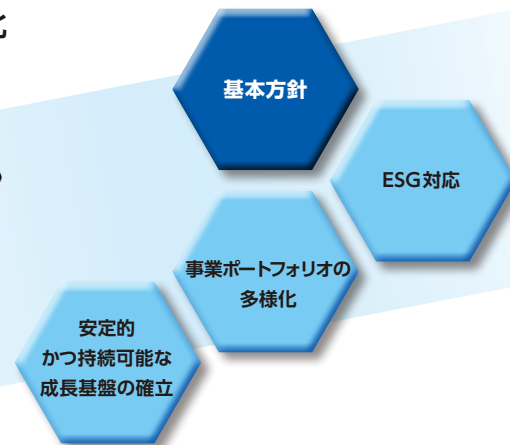 基本方針
ESG対応
事業ポートフォリオの
多様化
安定的
かつ持続可能な
成長基盤の確立